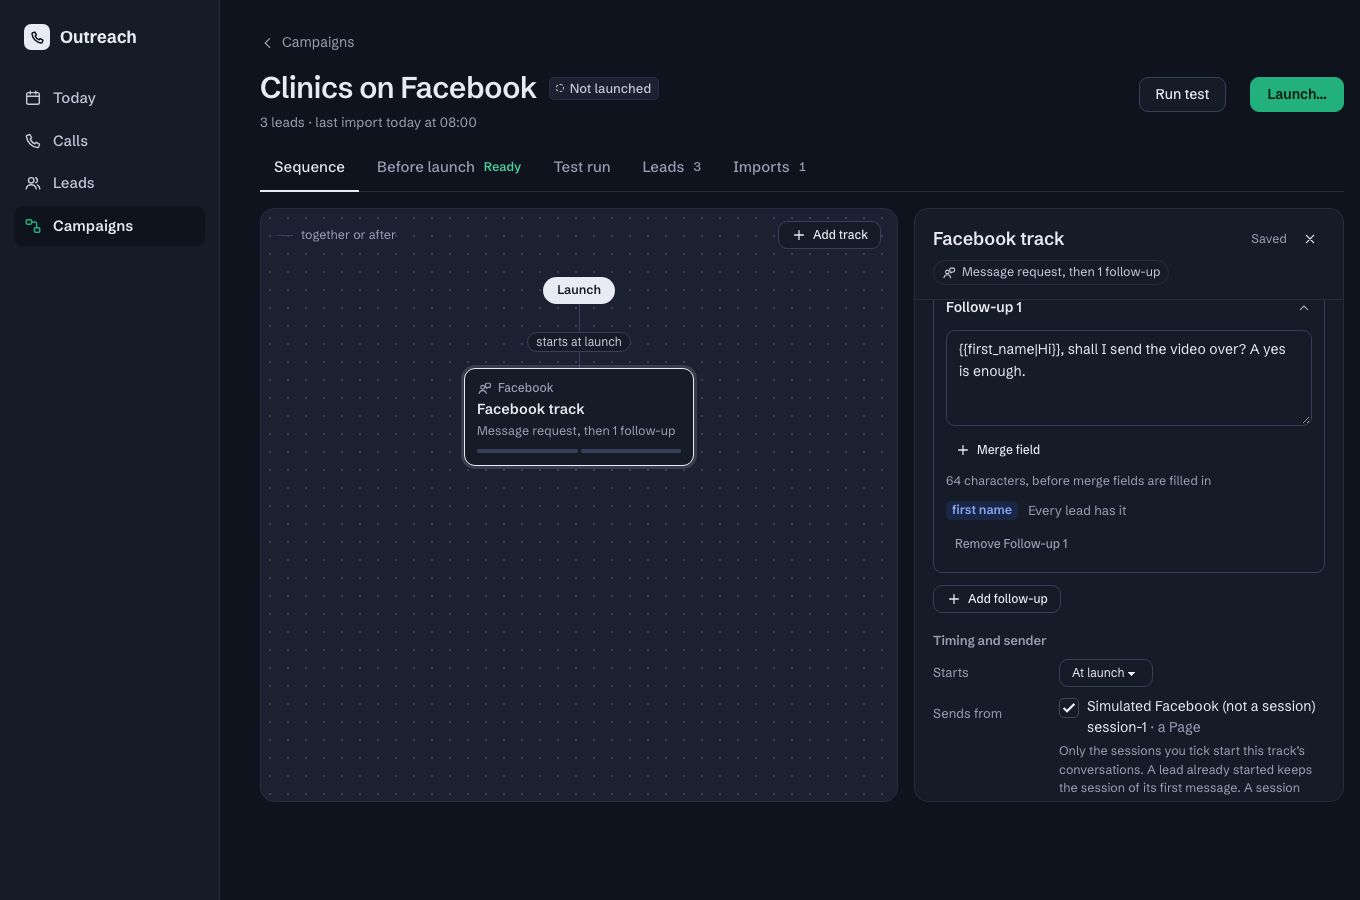 Outreach
Today
Calls
Leads
Campaigns
Campaigns
Clinics on Facebook
Not launched
3 leads · last import today at 08:00
Run test
Launch…
Sequence
Before launch Ready
Test run
Leads 3
Imports 1
together or after
Add track
Launch
starts at launch
Facebook
Facebook track
Message request, then 1 follow-up
Facebook track
Saved
Message request, then 1 follow-up
Follow-up 1
{{first_name|Hi}}, shall I send the video over? A yes
is enough.
Merge field
64 characters, before merge fields are filled in
first name Every lead has it
Remove Follow-up 1
Add follow-up
Timing and sender
Starts
At launch
Sends from
Simulated Facebook (not a session)
session-1 · a Page
Only the sessions you tick start this track's
conversations. A lead already started keeps
the session of its first message. A session